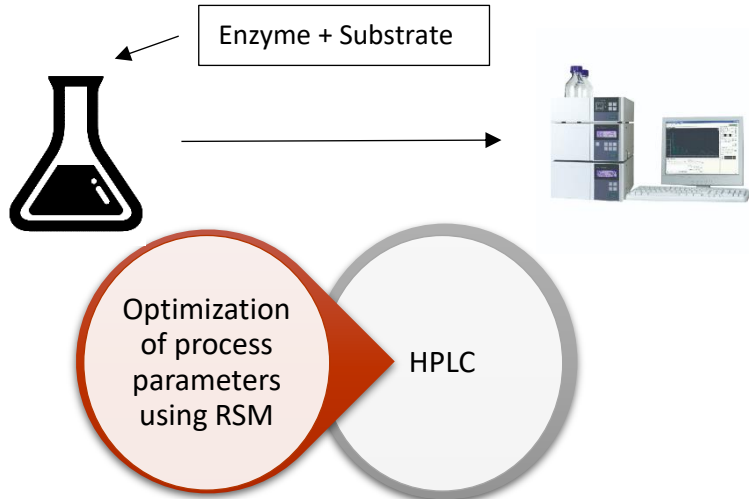 Enzyme + Substrate
Optimization
of process
parameters
using RSM
HPLC